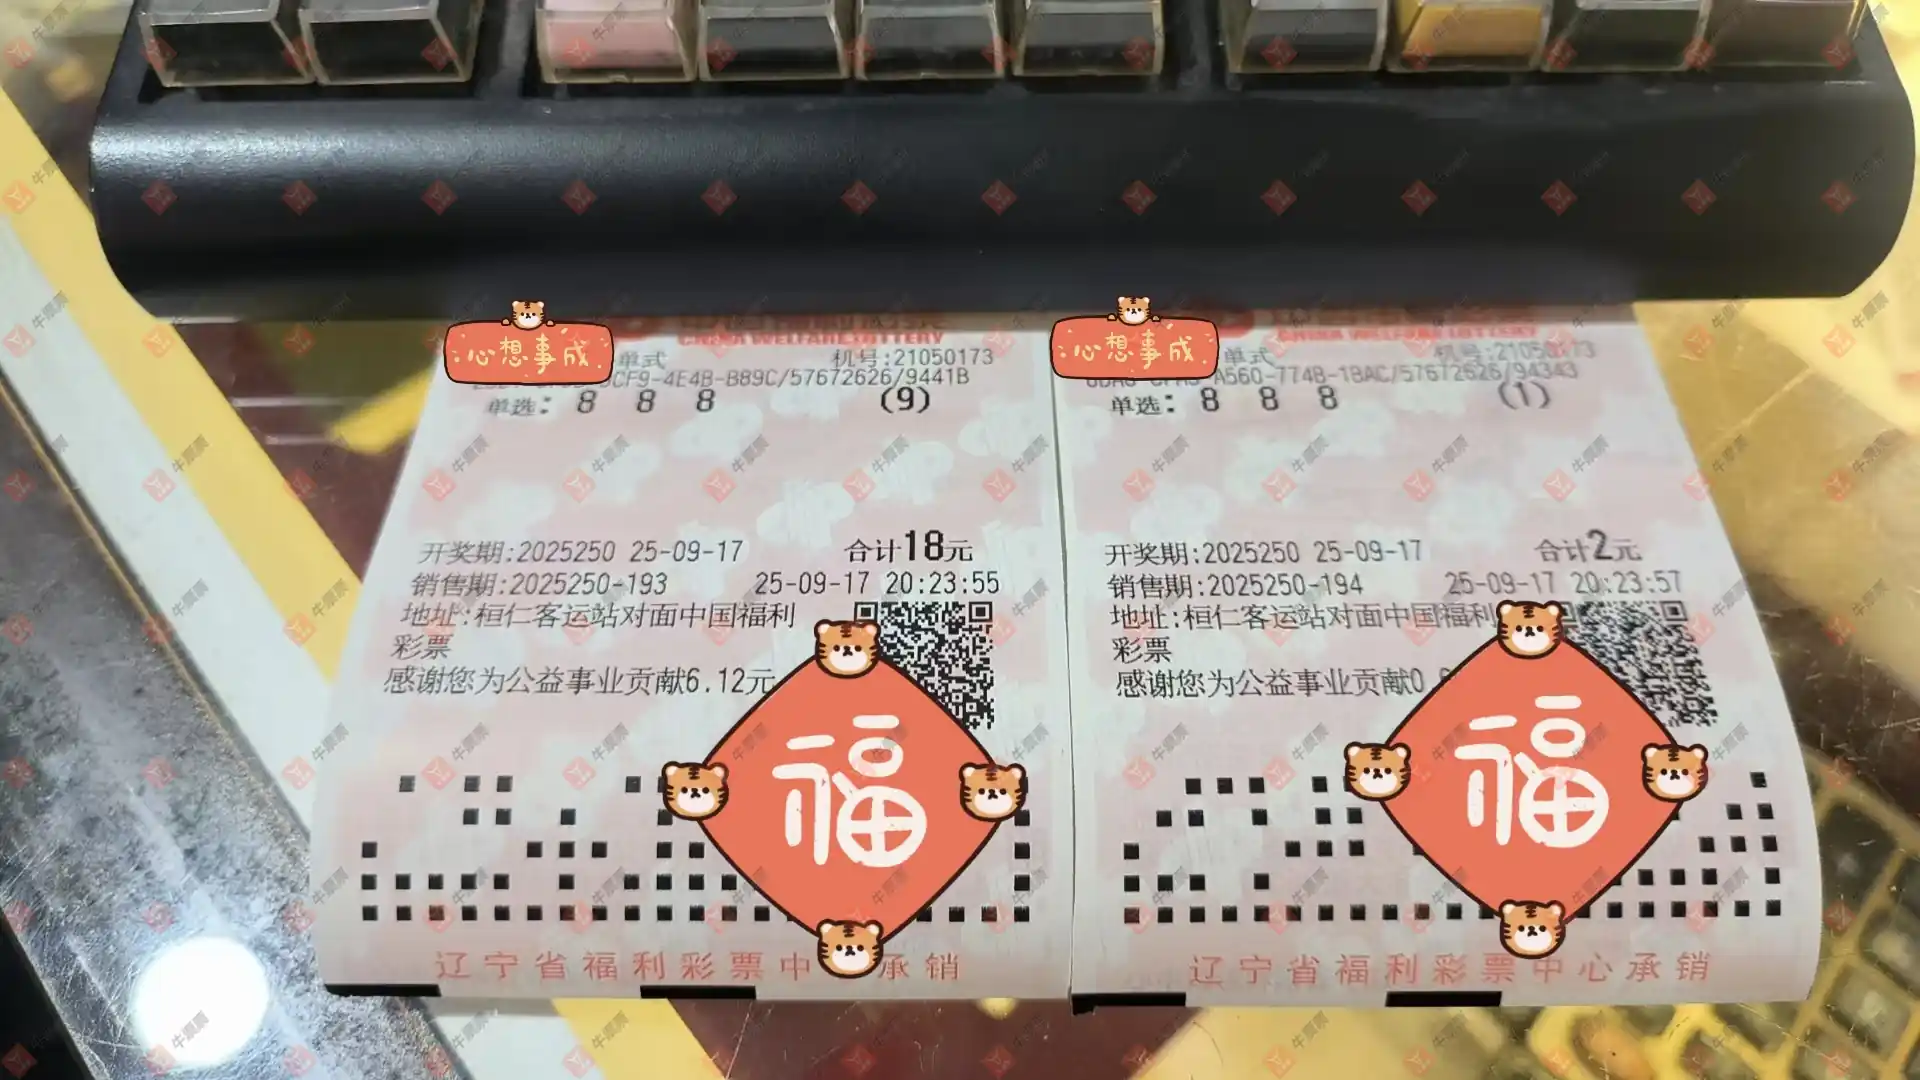 心想事成
单式
机号:21050173
CF9-4E4B-B89C/57672626/9441B
单选: 8 8 8 (9)
开奖期:2025250 25-09-17 合计18元
销售期:2025250-193 25-09-17 20:23:55
地址:桓仁客运站对面中国福利
彩票
感谢您为公益事业贡献6.12元
福
辽宁省福利彩票中 承销
心想事成
单式
机号:21050173
A560-774B-1BAC/57672626/94343
单选: 8 8 8 (1)
开奖期:2025250 25-09-17 合计2元
销售期:2025250-194 25-09-17 20:23:57
地址:桓仁客运站对面中国福利
彩票
感谢您为公益事业贡献0.
福
辽宁省福利彩票中心承销
牛票票